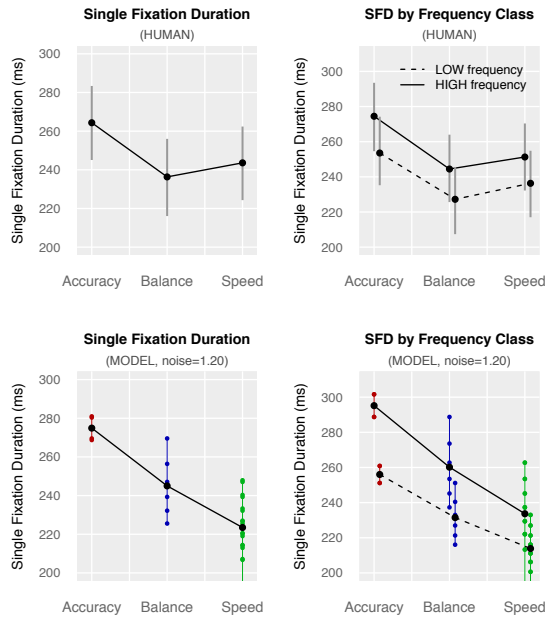 Single Fixation Duration
(HUMAN)
Single Fixation Duration (ms)
300
280
260
240
220
200
Accuracy Balance Speed
SFD by Frequency Class
(HUMAN)
Single Fixation Duration (ms)
300
280
260
240
220
200
LOW frequency
HIGH frequency
Accuracy Balance Speed
Single Fixation Duration
(MODEL, noise=1.20)
Single Fixation Duration (ms)
300
280
260
240
220
200
Accuracy Balance Speed
SFD by Frequency Class
(MODEL, noise=1.20)
Single Fixation Duration (ms)
300
280
260
240
220
200
Accuracy Balance Speed